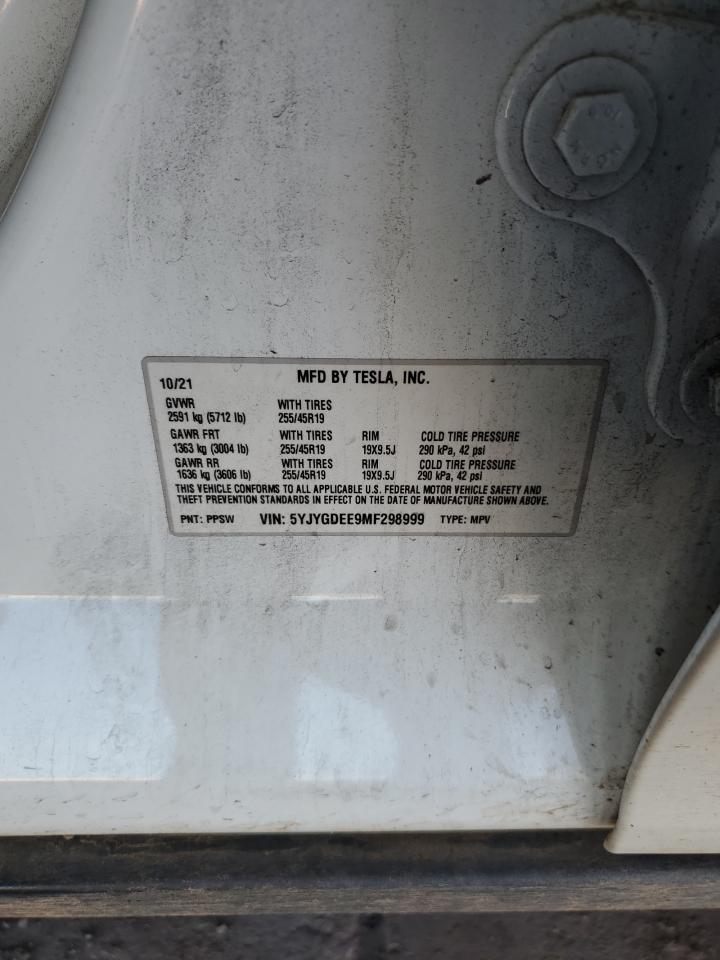 10/21 MFD BY TESLA, INC.
GVWR WITH TIRES
2591 kg (5712 lb) 255/45R19
GAWR FRT WITH TIRES RIM COLD TIRE PRESSURE
1363 kg (3004 lb) 255/45R19 19X9.5J 290 kPa, 42 psi
GAWR RR WITH TIRES RIM COLD TIRE PRESSURE
1636 kg (3606 lb) 255/45R19 19X9.5J 290 kPa, 42 psi
THIS VEHICLE CONFORMS TO ALL APPLICABLE U.S. FEDERAL MOTOR VEHICLE SAFETY AND
THEFT PREVENTION STANDARDS IN EFFECT ON THE DATE OF MANUFACTURE SHOWN ABOVE.
PNT: PPSW VIN: 5YJYGDEE9MF298999 TYPE: MPV